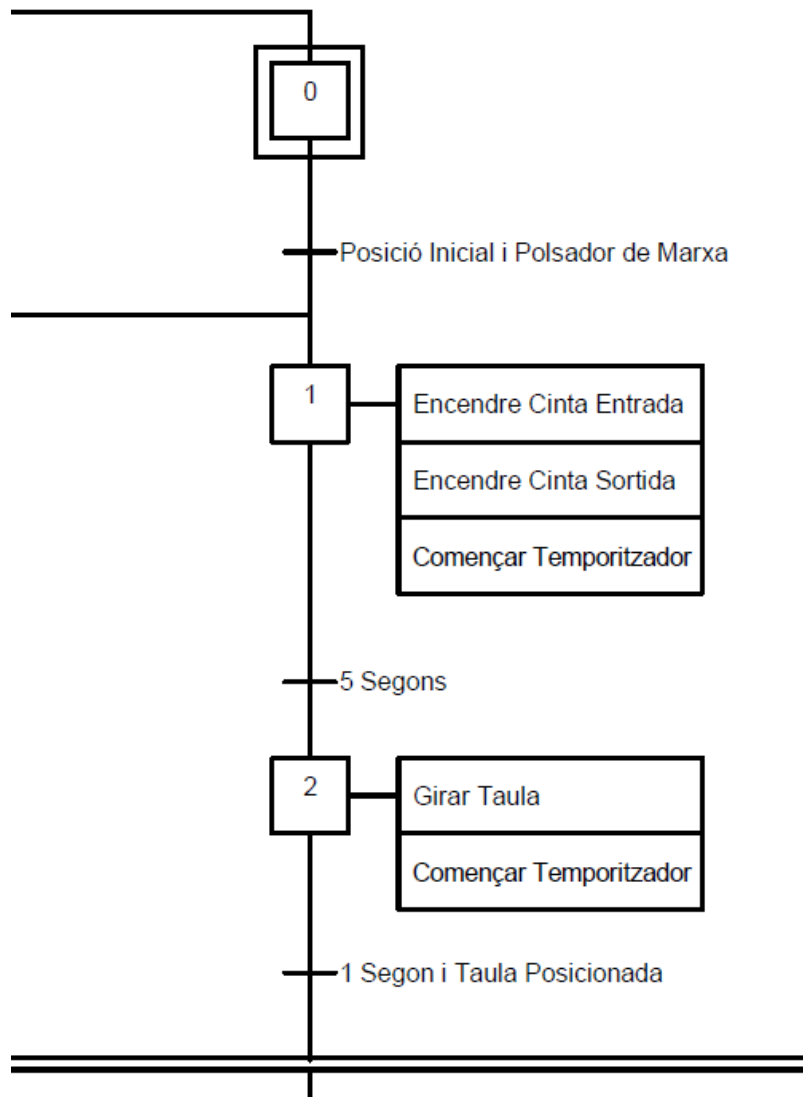 0
Posició Inicial i Polsador de Marxa
1
Encendre Cinta Entrada
Encendre Cinta Sortida
Començar Temporitzador
5 Segons
2
Girar Taula
Començar Temporitzador
1 Segon i Taula Posicionada